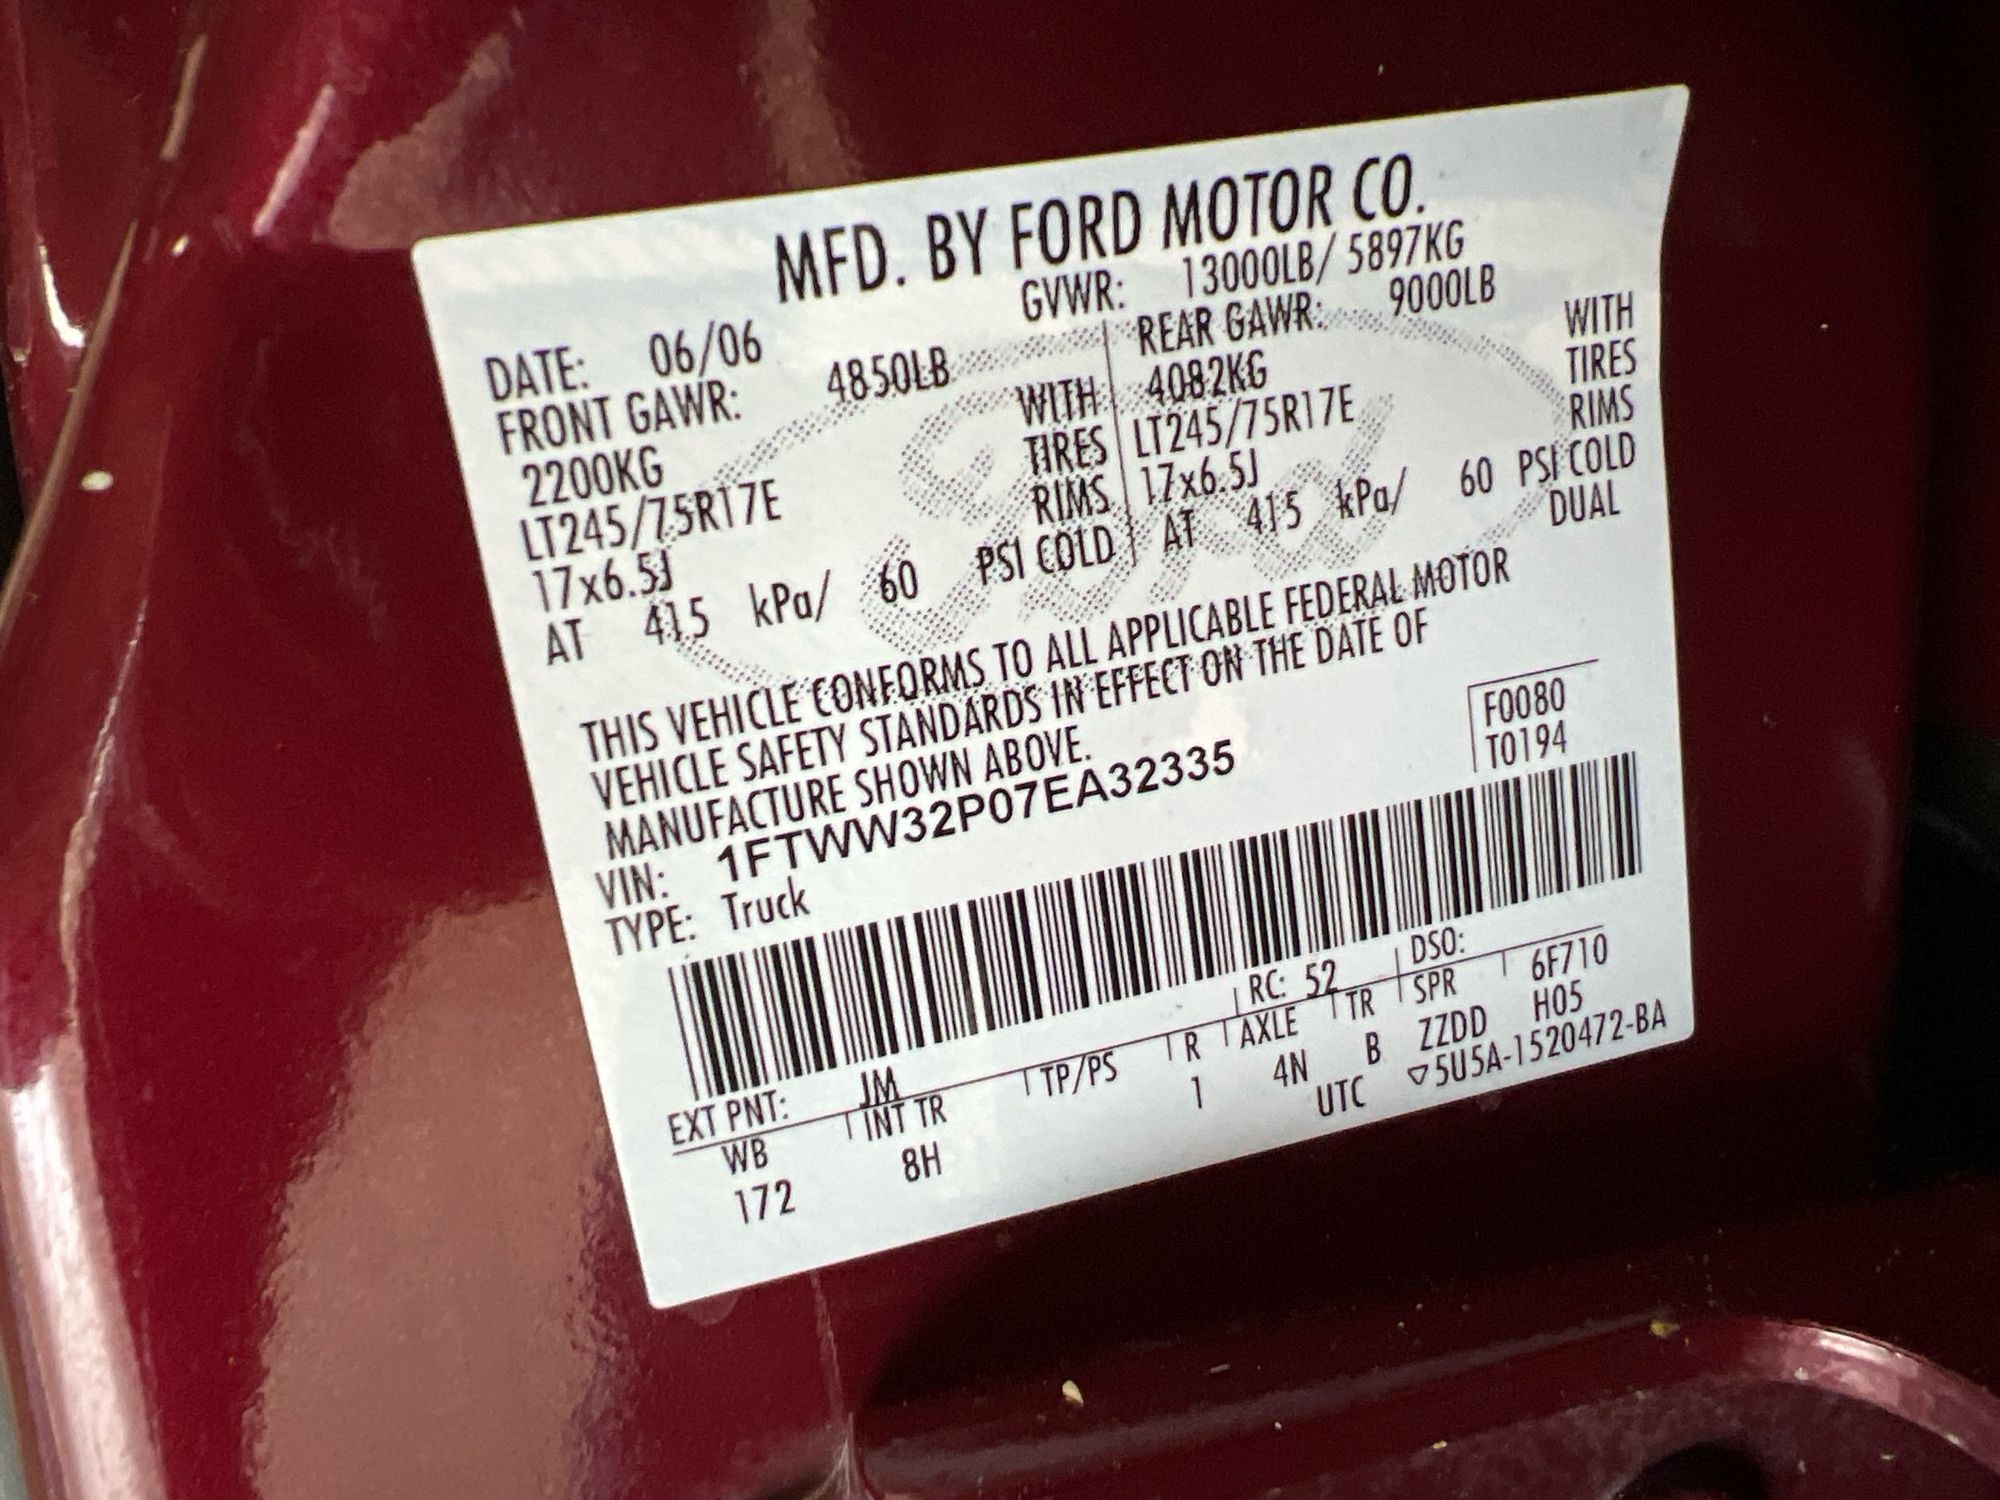 MFD. BY FORD MOTOR CO.
DATE: 06/06 GVWR: 13000LB/ 5897KG
FRONT GAWR: 4850LB REAR GAWR: 9000LB
2200KG WITH 4082KG WITH
LT245/75R17E TIRES LT245/75R17E TIRES
17x6.5J RIMS 17x6.5J RIMS
AT 415 kPa/ 60 PSI COLD AT 415 kPa/ 60 PSI COLD
DUAL
THIS VEHICLE CONFORMS TO ALL APPLICABLE FEDERAL MOTOR
VEHICLE SAFETY STANDARDS IN EFFECT ON THE DATE OF
MANUFACTURE SHOWN ABOVE.
F0080
VIN: 1FTWW32P07EA32335 T0194
TYPE: Truck
EXT PNT: JM RC: 52 DSO:
WB INT TR TP/PS R AXLE TR SPR 6F710
172 8H 1 4N B ZZDD H05
UTC ▽5U5A-1520472-BA
Ford